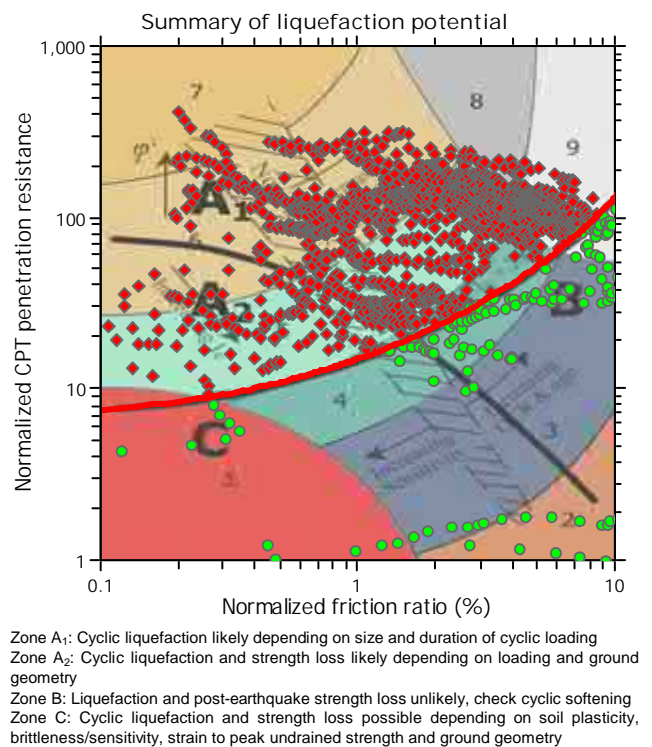 Summary of liquefaction potential
1,000
7
8
9
φ'
Normalized CPT penetration resistance
A1
100
A2
B
10
4
C
3
2
1
0.1
1
10
Normalized friction ratio (%)
Zone A1: Cyclic liquefaction likely depending on size and duration of cyclic loading
Zone A2: Cyclic liquefaction and strength loss likely depending on loading and ground
geometry
Zone B: Liquefaction and post-earthquake strength loss unlikely, check cyclic softening
Zone C: Cyclic liquefaction and strength loss possible depending on soil plasticity,
brittleness/sensitivity, strain to peak undrained strength and ground geometry